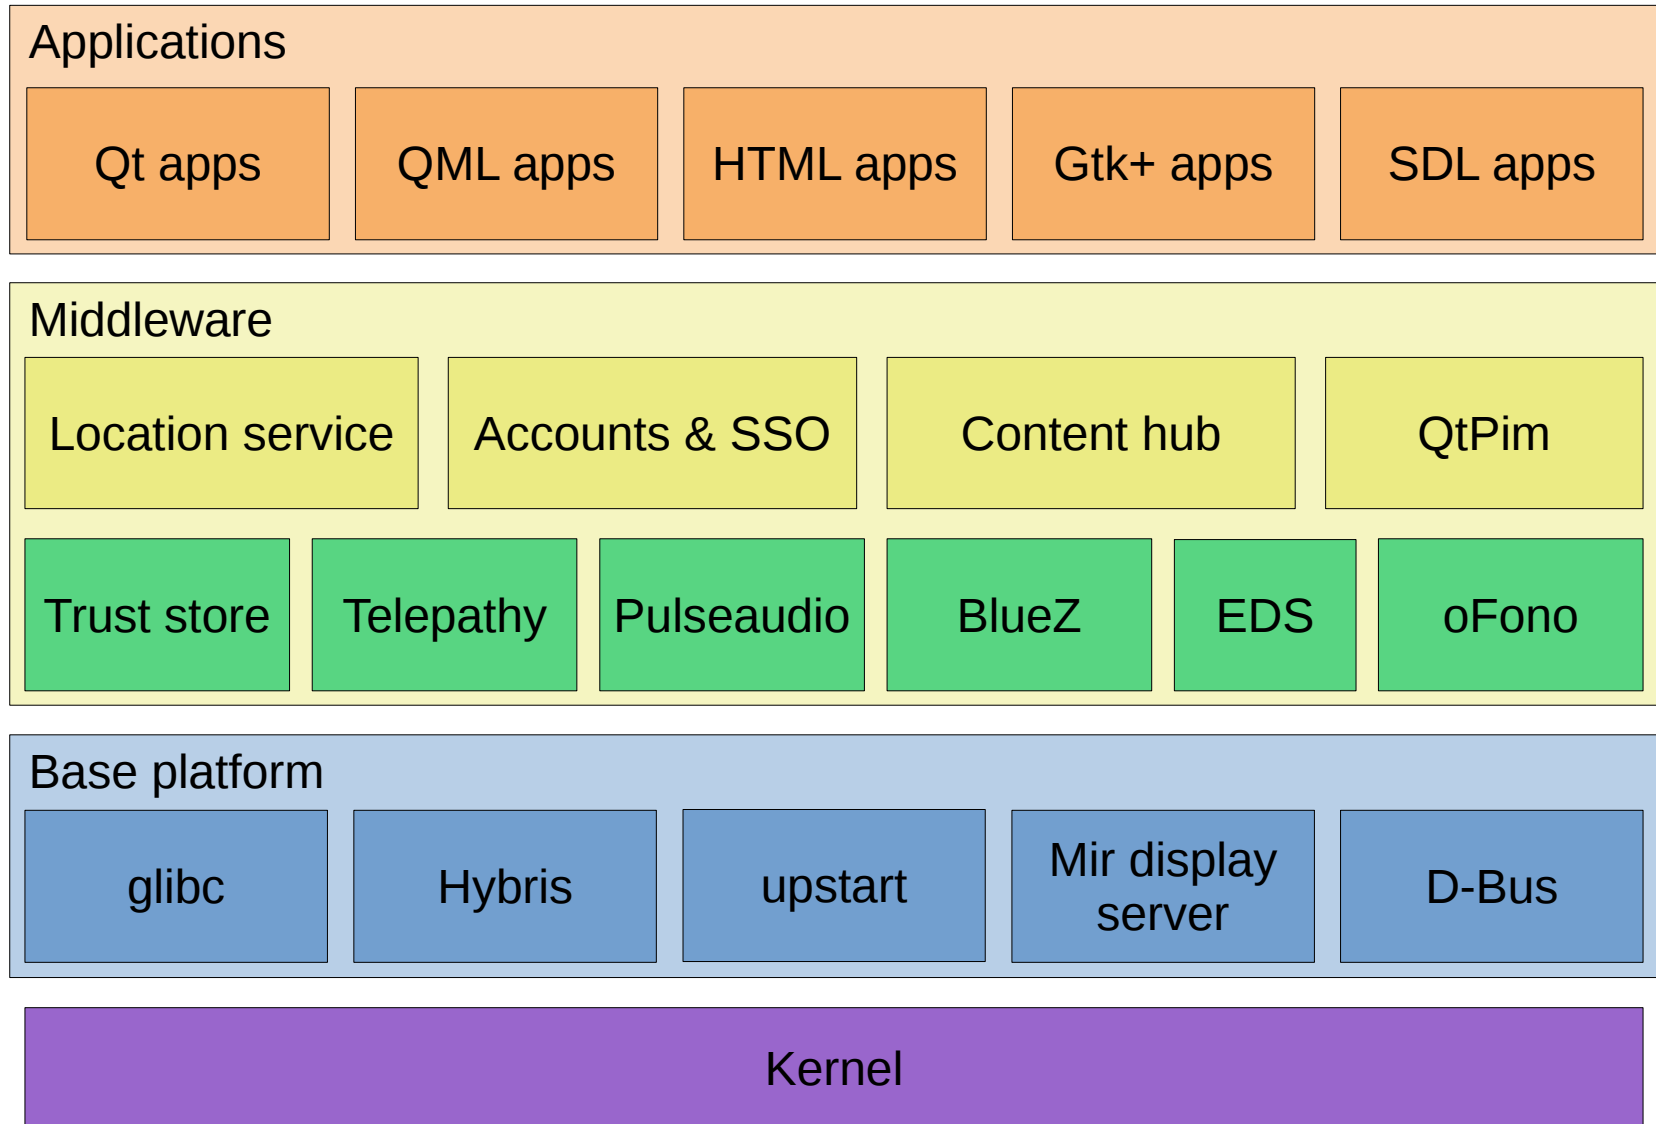 Applications
Qt apps
QML apps
HTML apps
Gtk+ apps
SDL apps
Middleware
Location service
Accounts & SSO
Content hub
QtPim
Trust store
Telepathy
Pulseaudio
BlueZ
EDS
oFono
Base platform
glibc
Hybris
upstart
Mir display
server
D-Bus
Kernel